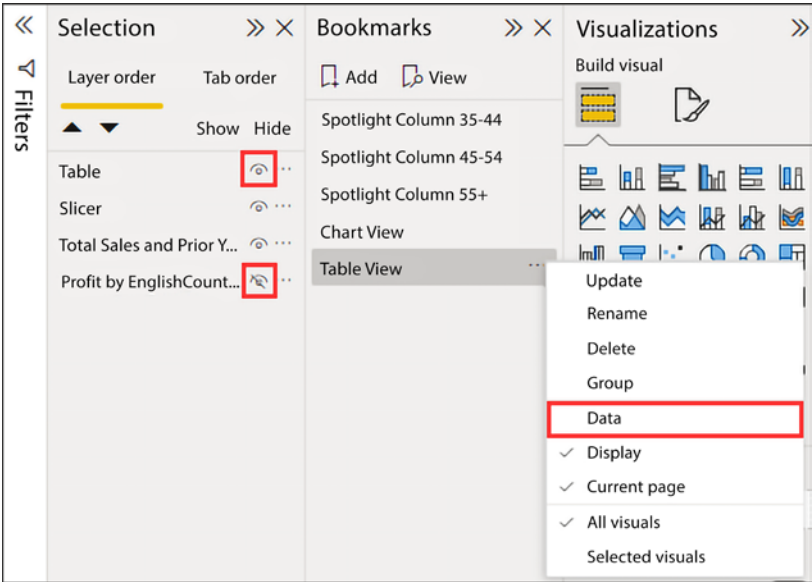 Filters
Selection
Layer order
Tab order
Show Hide
Table
Slicer
Total Sales and Prior Y...
Profit by EnglishCount...
Bookmarks
Add View
Spotlight Column 35-44
Spotlight Column 45-54
Spotlight Column 55+
Chart View
Table View
Visualizations
Build visual
Update
Rename
Delete
Group
Data
Display
Current page
All visuals
Selected visuals